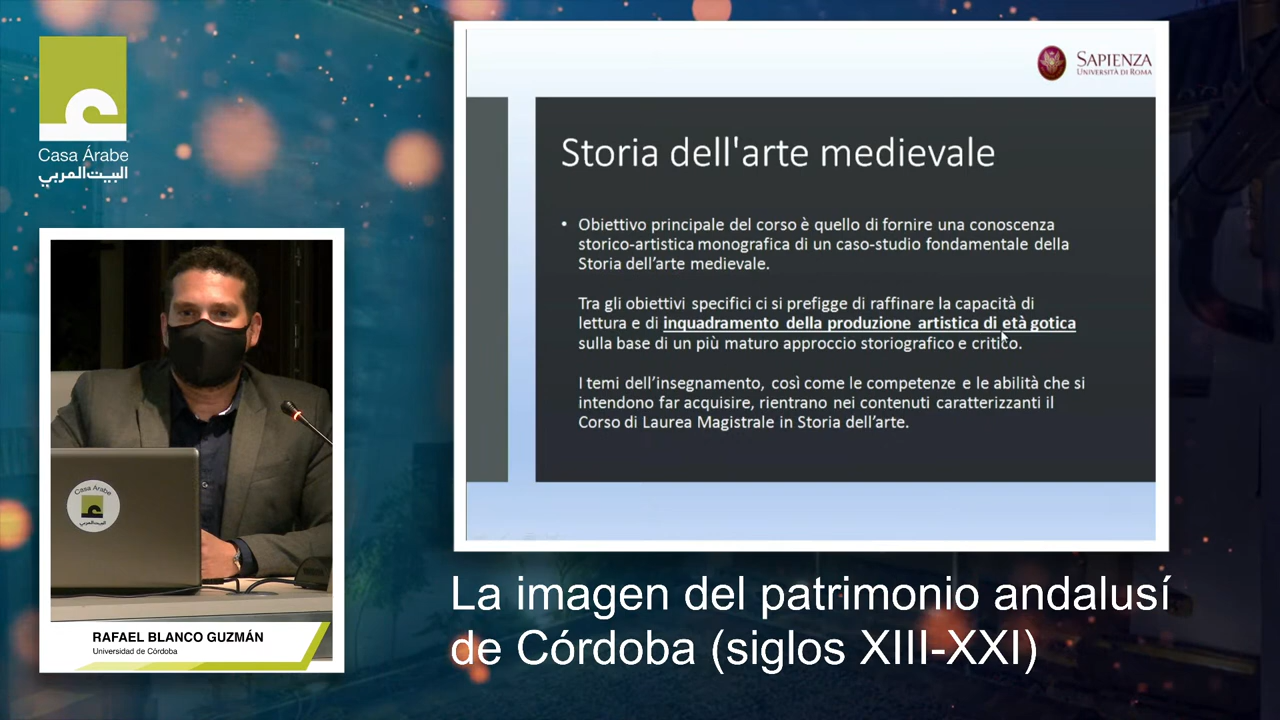 Casa Árabe
البيت العربي
SAPIENZA
UNIVERSITÀ DI ROMA
Storia dell'arte medievale
• Obiettivo principale del corso è quello di fornire una conoscenza
storico-artistica monografica di un caso-studio fondamentale della
Storia dell'arte medievale.
Tra gli obiettivi specifici ci si prefigge di raffinare la capacità di
lettura e di inquadramento della produzione artistica di età gotica
sulla base di un più maturo approccio storiografico e critico.
I temi dell'insegnamento, così come le competenze e le abilità che si
intendono far acquisire, rientrano nei contenuti caratterizzanti il
Corso di Laurea Magistrale in Storia dell'arte.
Casa Árabe
البيت العربي
RAFAEL BLANCO GUZMÁN
Universidad de Córdoba
La imagen del patrimonio andalusí
de Córdoba (siglos XIII-XXI)